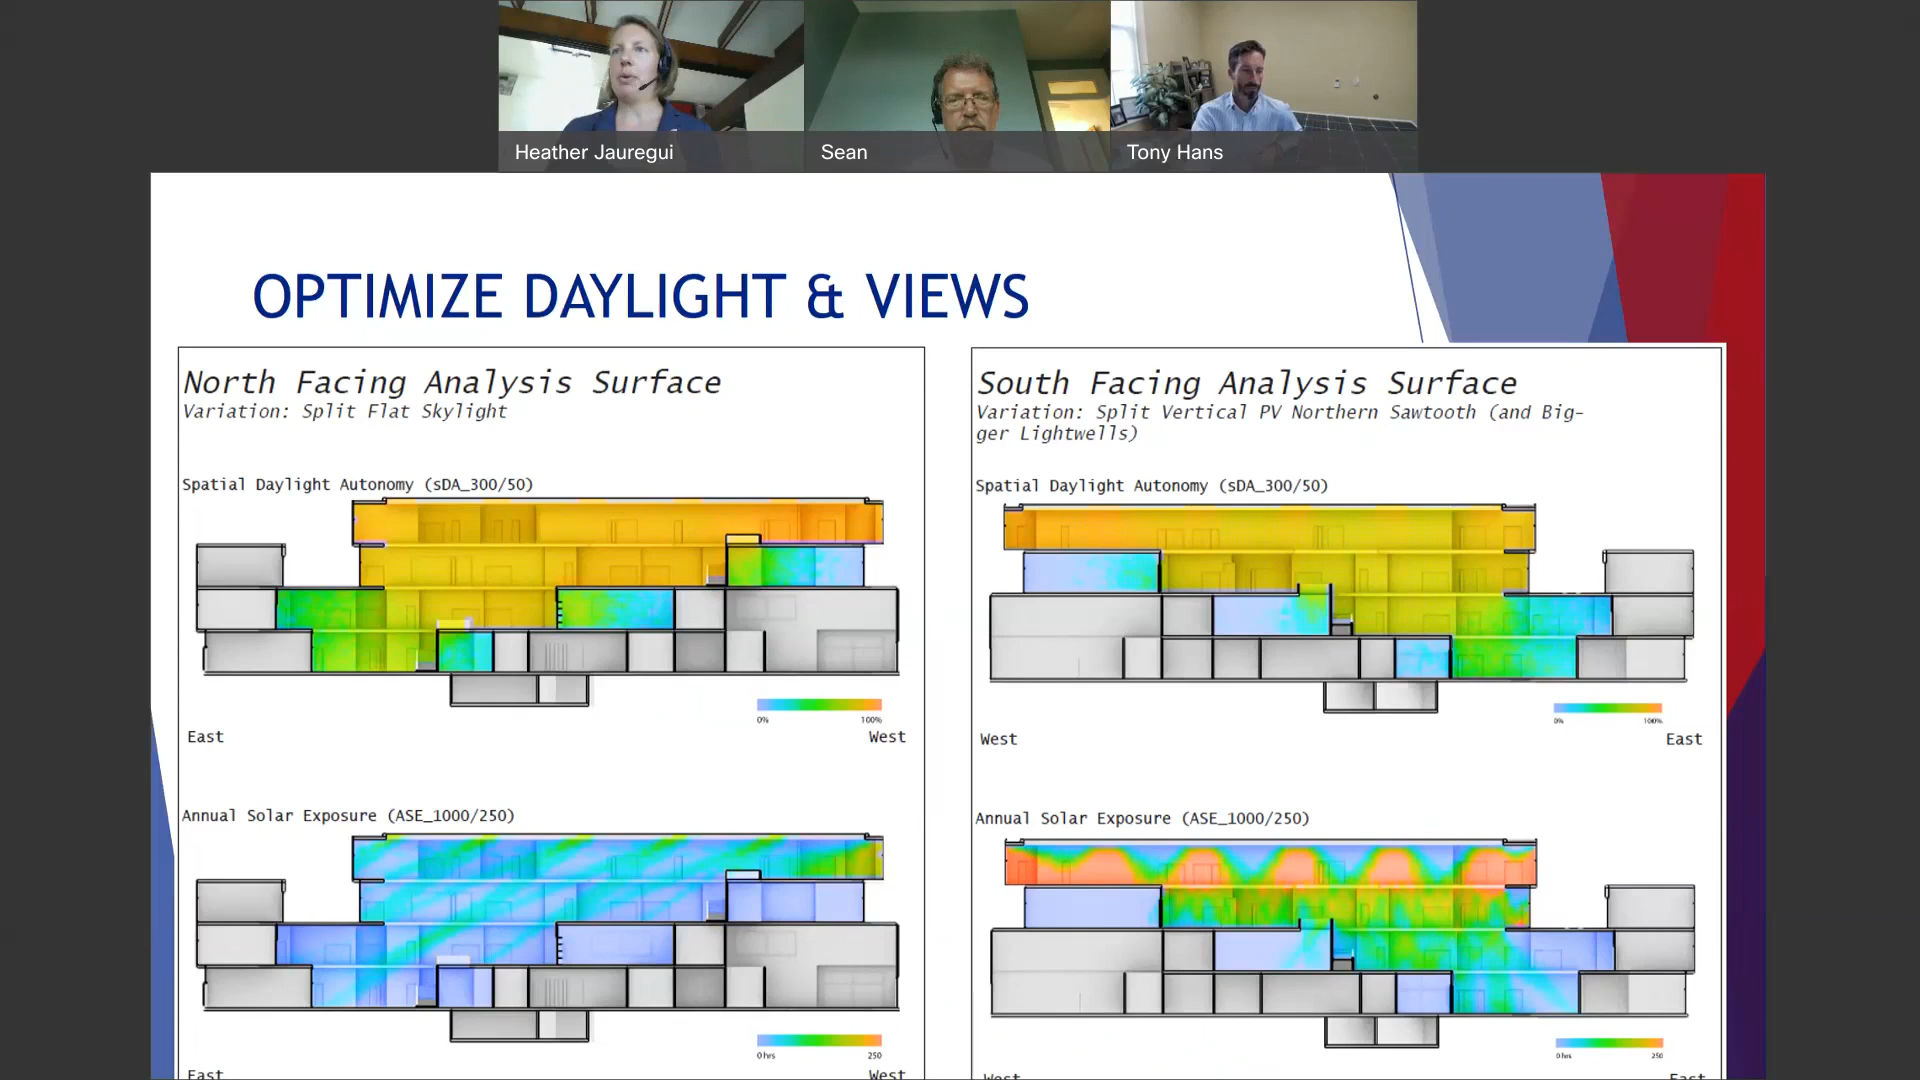 Heather Jauregui
Sean
Tony Hans
OPTIMIZE DAYLIGHT & VIEWS
North Facing Analysis Surface
Variation: Split Flat Skylight
Spatial Daylight Autonomy (sDA_300/50)
0%
100%
East
West
Annual Solar Exposure (ASE_1000/250)
0 hrs
250
East
West
South Facing Analysis Surface
Variation: Split Vertical PV Northern Sawtooth (and Big-
ger Lightwells)
Spatial Daylight Autonomy (sDA_300/50)
0%
100%
West
East
Annual Solar Exposure (ASE_1000/250)
0 hrs
250
West
East